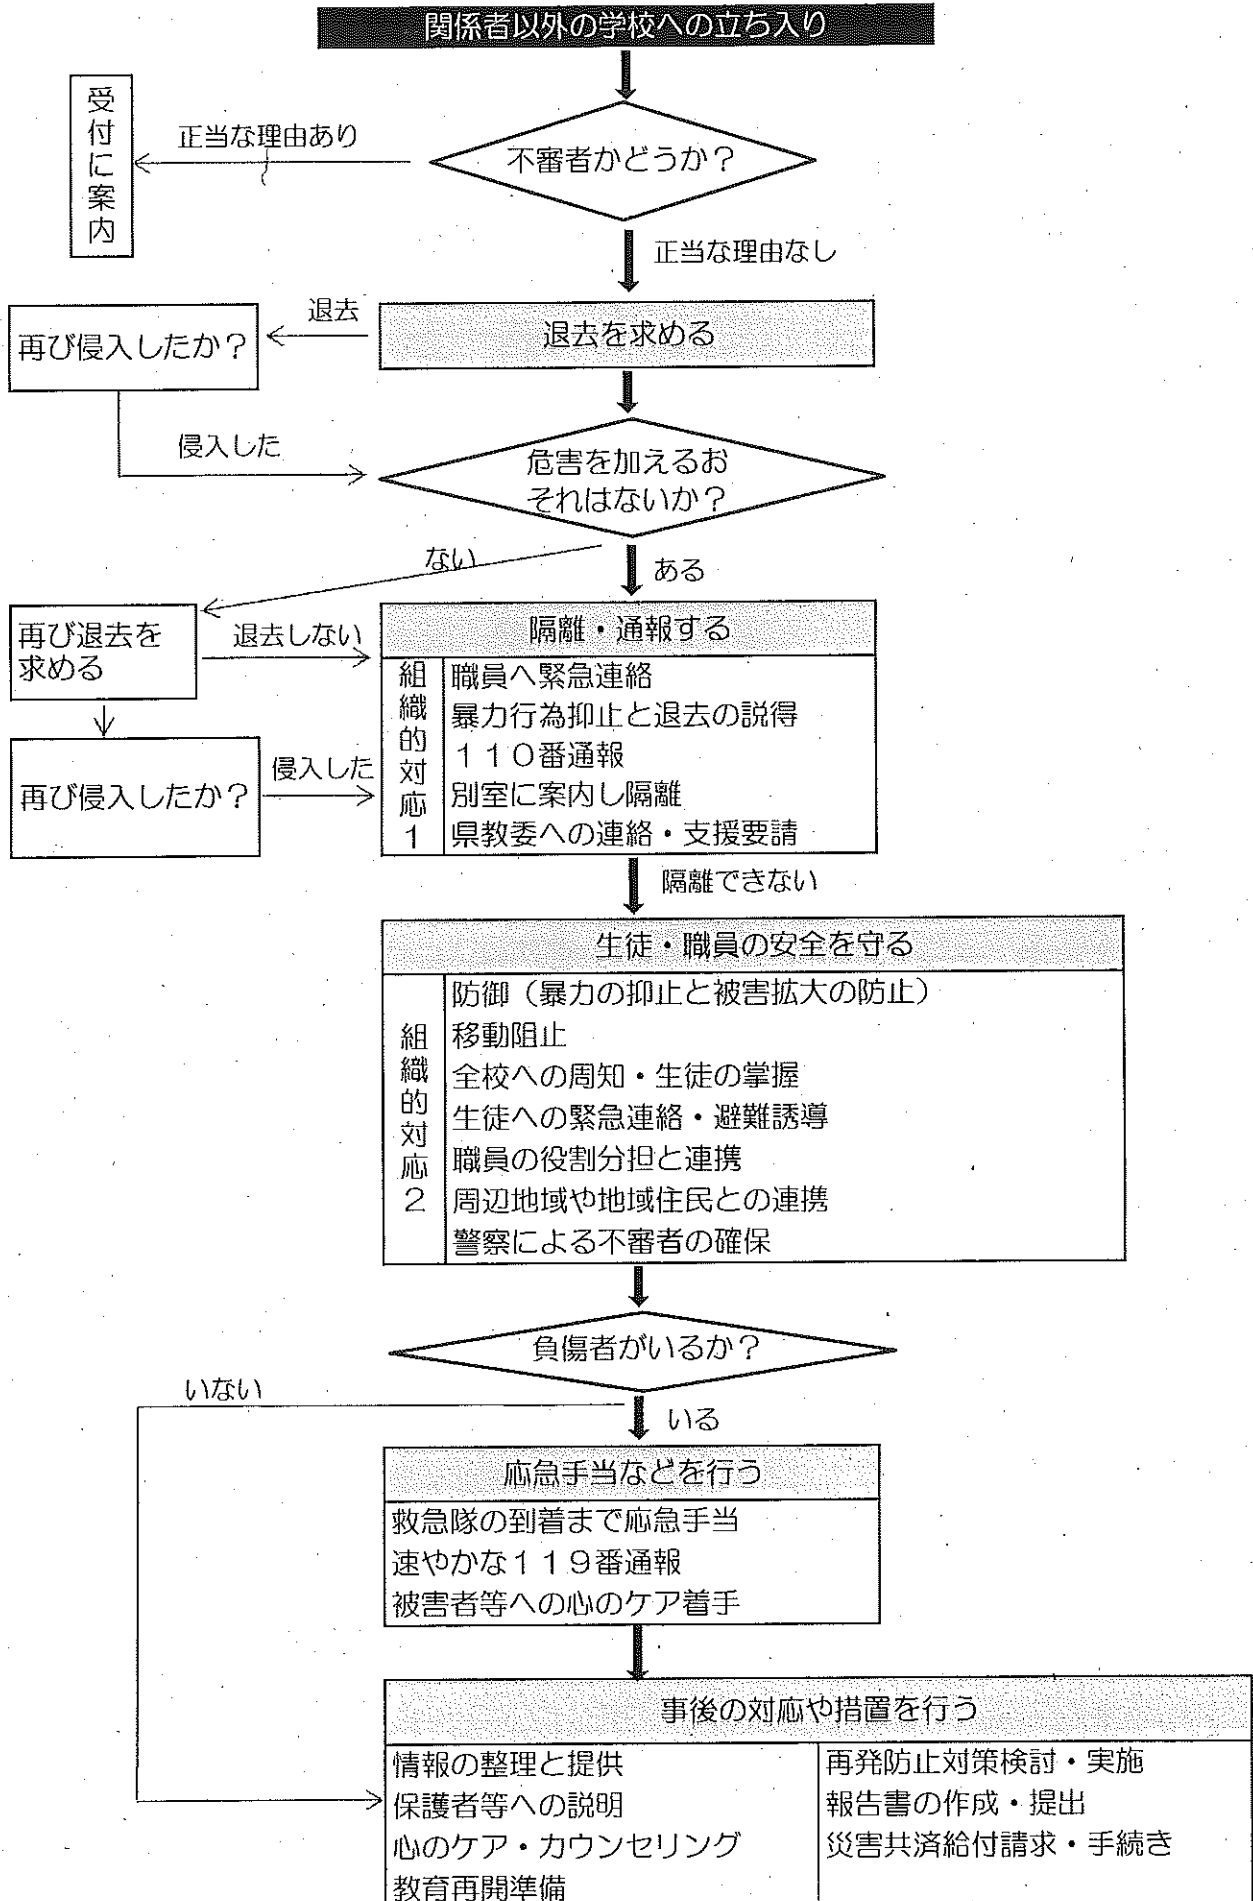 関係者以外の学校への立ち入り
受付に案内
正当な理由あり
不審者かどうか？
正当な理由なし
退去
退去を求める
再び侵入したか？
侵入した
危害を加えるお
それはないか？
ない
ある
再び退去を
求める
退去しない
隔離・通報する
組織的対応1
職員へ緊急連絡
暴力行為抑止と退去の説得
１１０番通報
別室に案内し隔離
県教委への連絡・支援要請
再び侵入したか？
侵入した
隔離できない
生徒・職員の安全を守る
組織的対応２
防御（暴力の抑止と被害拡大の防止）
移動阻止
全校への周知・生徒の掌握
生徒への緊急連絡・避難誘導
職員の役割分担と連携
周辺地域や地域住民との連携
警察による不審者の確保
負傷者がいるか？
いない
いる
応急手当などを行う
救急隊の到着まで応急手当
速やかな１１９番通報
被害者等への心のケア着手
事後の対応や措置を行う
情報の整理と提供
保護者等への説明
心のケア・カウンセリング
教育再開準備
再発防止対策検討・実施
報告書の作成・提出
災害共済給付請求・手続き